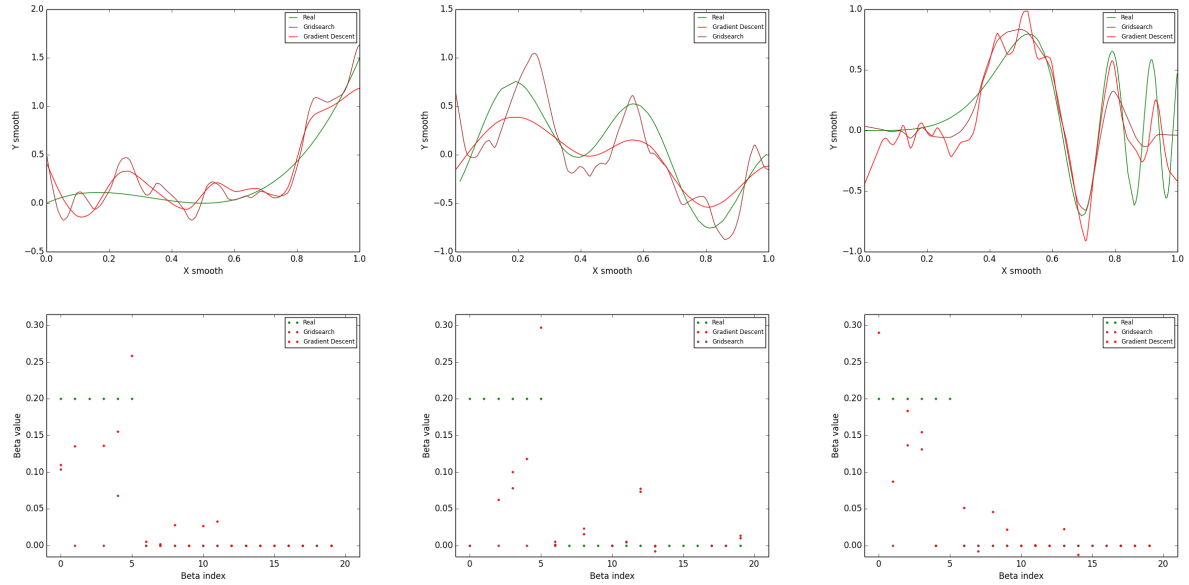 2.0
1.5
1.0
0.5
0.0
−0.5
0.0
0.2
0.4
0.6
0.8
1.0
X smooth
Y smooth
Real
Gridsearch
Gradient Descent
1.0
0.5
0.0
−0.5
−1.0
0.0
0.2
0.4
0.6
0.8
1.0
X smooth
Y smooth
Real
Gradient Descent
Gridsearch
1.0
0.5
0.0
−0.5
−1.0
0.0
0.2
0.4
0.6
0.8
1.0
X smooth
Y smooth
Real
Gridsearch
Gradient Descent
0.30
0.25
0.20
0.15
0.10
0.05
0.00
0
5
10
15
20
Beta index
Beta value
Real
Gridsearch
Gradient Descent
0.30
0.25
0.20
0.15
0.10
0.05
0.00
0
5
10
15
20
Beta index
Beta value
Real
Gradient Descent
Gridsearch
0.30
0.25
0.20
0.15
0.10
0.05
0.00
0
5
10
15
20
Beta index
Beta value
Real
Gridsearch
Gradient Descent